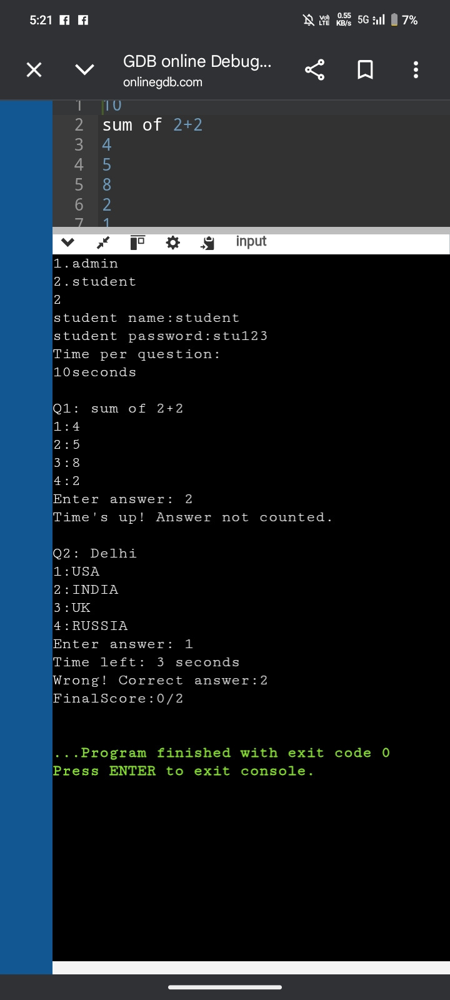 5:21 Vo) LTE 0.55 KB/s 5G 7%
GDB online Debug...
onlinegdb.com
1 10
2 sum of 2+2
3 4
4 5
5 8
6 2
7 1
input
1.admin
2.student
2
student name:student
student password:stu123
Time per question:
10seconds
Q1: sum of 2+2
1:4
2:5
3:8
4:2
Enter answer: 2
Time's up! Answer not counted.
Q2: Delhi
1:USA
2:INDIA
3:UK
4:RUSSIA
Enter answer: 1
Time left: 3 seconds
Wrong! Correct answer:2
FinalScore:0/2
...Program finished with exit code 0
Press ENTER to exit console.